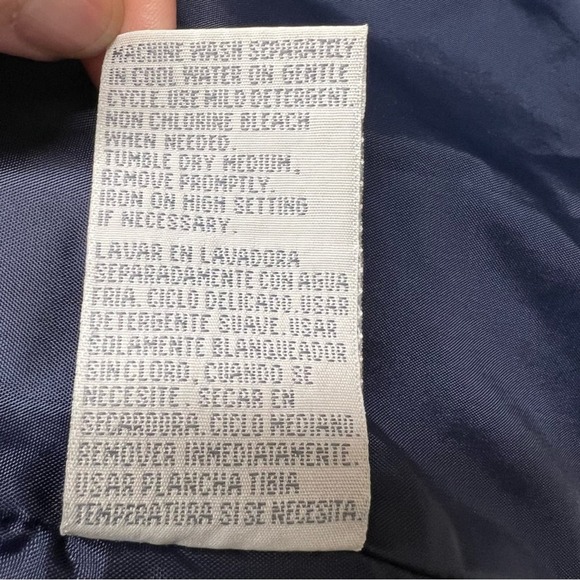 MACHINE WASH SEPARATELY
IN COOL WATER ON GENTLE
CYCLE. USE MILD DETERGENT.
NON CHLORINE BLEACH
WHEN NEEDED.
TUMBLE DRY MEDIUM,
REMOVE PROMPTLY.
IRON ON HIGH SETTING
IF NECESSARY.
LAVAR EN LAVADORA
SEPARADAMENTE CON AGUA
FRIA. CICLO DELICADO. USAR
DETERGENTE SUAVE. USAR
SOLAMENTE BLANQUEADOR
SIN CLORO, CUANDO SE
NECESITE. SECAR EN
SECADORA. CICLO MEDIANO.
REMOVER INMEDIATAMENTE.
USAR PLANCHA TIBIA
TEMPERATURA SI SE NECESITA.